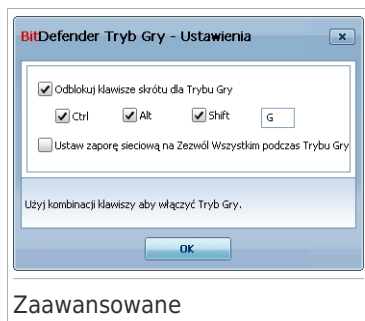 BitDefender Tryb Gry - Ustawienia
x
Odblokuj klawisze skrótu dla Trybu Gry
Ctrl Alt Shift G
Ustaw zaporę sieciową na Zezwól Wszystkim podczas Trybu Gry
Użyj kombinacji klawiszy aby włączyć Tryb Gry.
OK
Zaawansowane